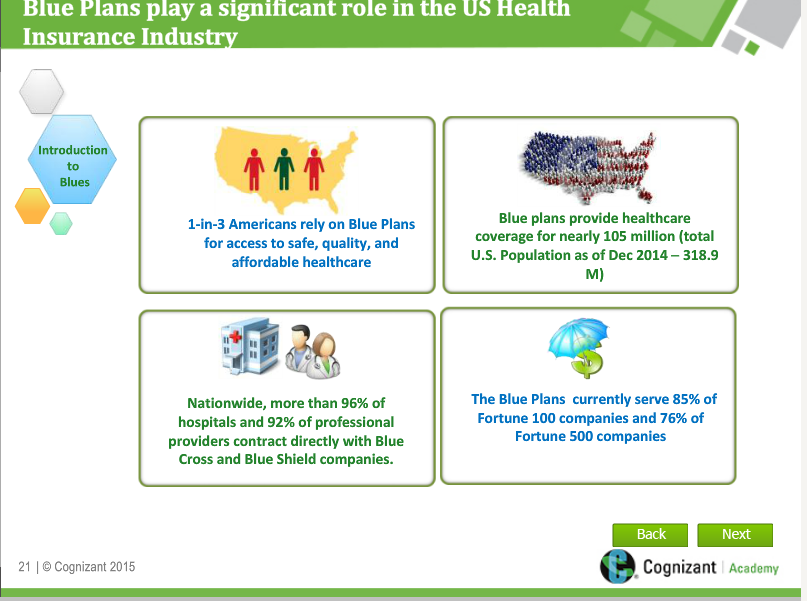 Blue Plans play a significant role in the US Health
Insurance Industry
Introduction
to
Blues
1-in-3 Americans rely on Blue Plans
for access to safe, quality, and
affordable healthcare
Blue plans provide healthcare
coverage for nearly 105 million (total
U.S. Population as of Dec 2014 – 318.9
M)
Nationwide, more than 96% of
hospitals and 92% of professional
providers contract directly with Blue
Cross and Blue Shield companies.
The Blue Plans currently serve 85% of
Fortune 100 companies and 76% of
Fortune 500 companies
Back Next
21 | © Cognizant 2015
Cognizant | Academy